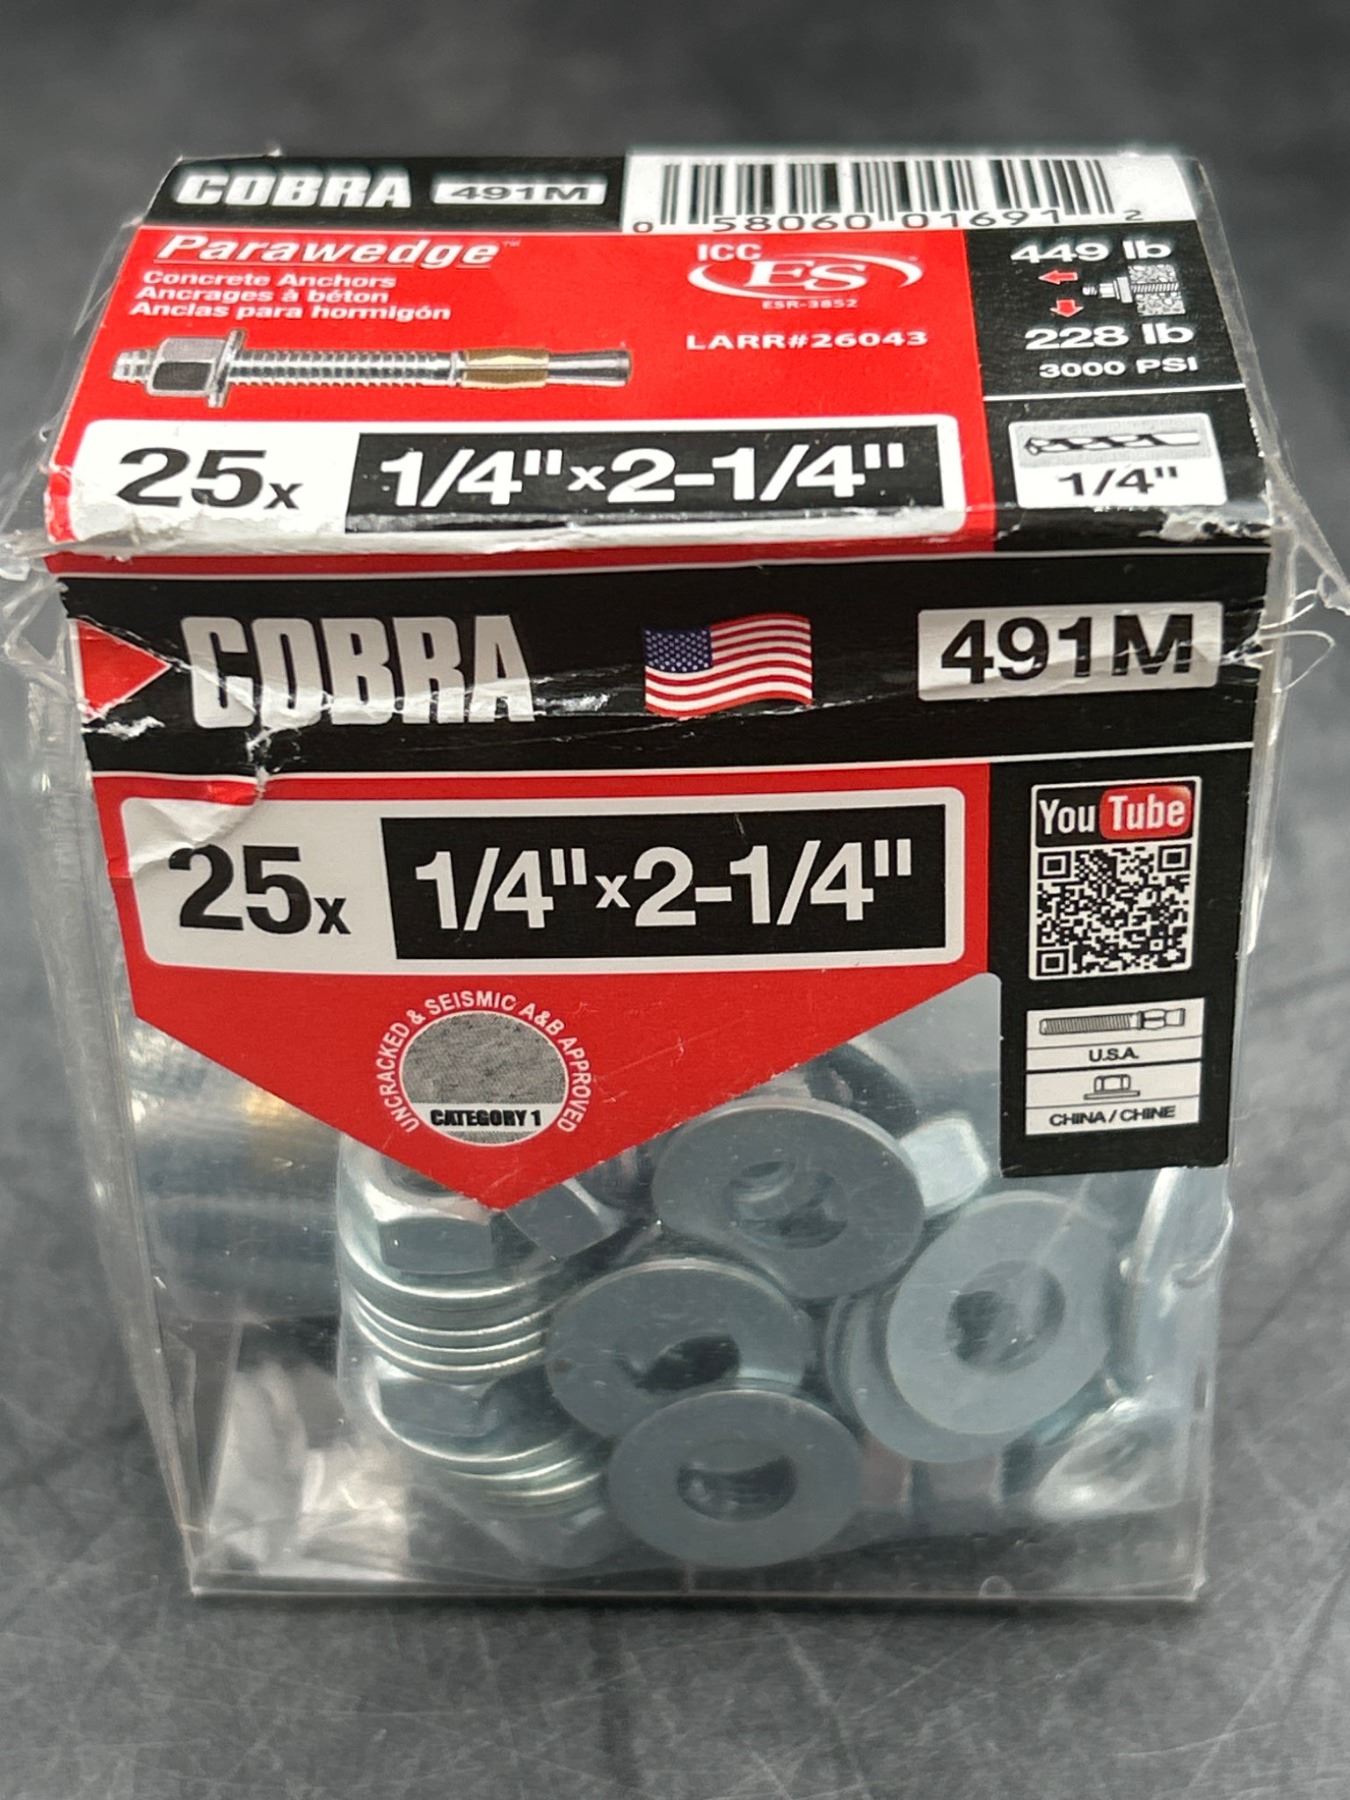 COBRA 491M
0 58060 01691 2
Parawedge™
Concrete Anchors
Ancrages à béton
Anclas para hormigón
ICC
ES
ESR-3852
LARR#26043
449 lb
228 lb
3000 PSI
25x 1/4"x2-1/4"
1/4"
COBRA 491M
25x 1/4"x2-1/4"
YouTube
UNCRACKED & SEISMIC A&B APPROVED
CATEGORY 1
U.S.A.
CHINA / CHINE